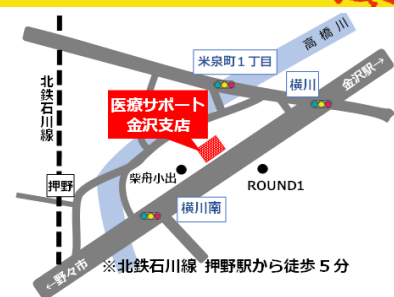 高橋川
米泉町１丁目
北鉄石川線
横川
金沢駅→
医療サポート
金沢支店
押野
柴舟小出
ROUND1
横川南
←野々市
※北鉄石川線 押野駅から徒歩５分